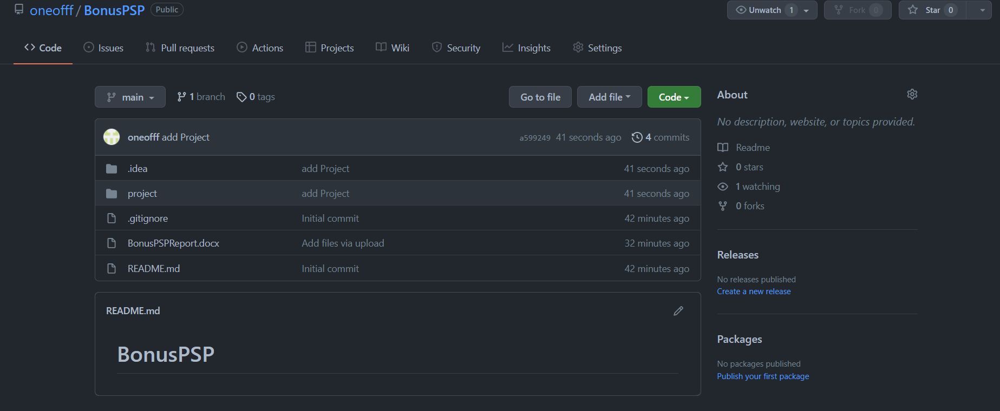 oneofff / BonusPSP Public
Unwatch 1 Fork 0 Star 0
Code Issues Pull requests Actions Projects Wiki Security Insights Settings
main 1 branch 0 tags Go to file Add file Code
oneofff add Project a599249 41 seconds ago 4 commits
.idea add Project 41 seconds ago
project add Project 41 seconds ago
.gitignore Initial commit 42 minutes ago
BonusPSPReport.docx Add files via upload 32 minutes ago
README.md Initial commit 42 minutes ago
README.md
BonusPSP
About
No description, website, or topics provided.
Readme
0 stars
1 watching
0 forks
Releases
No releases published
Create a new release
Packages
No packages published
Publish your first package